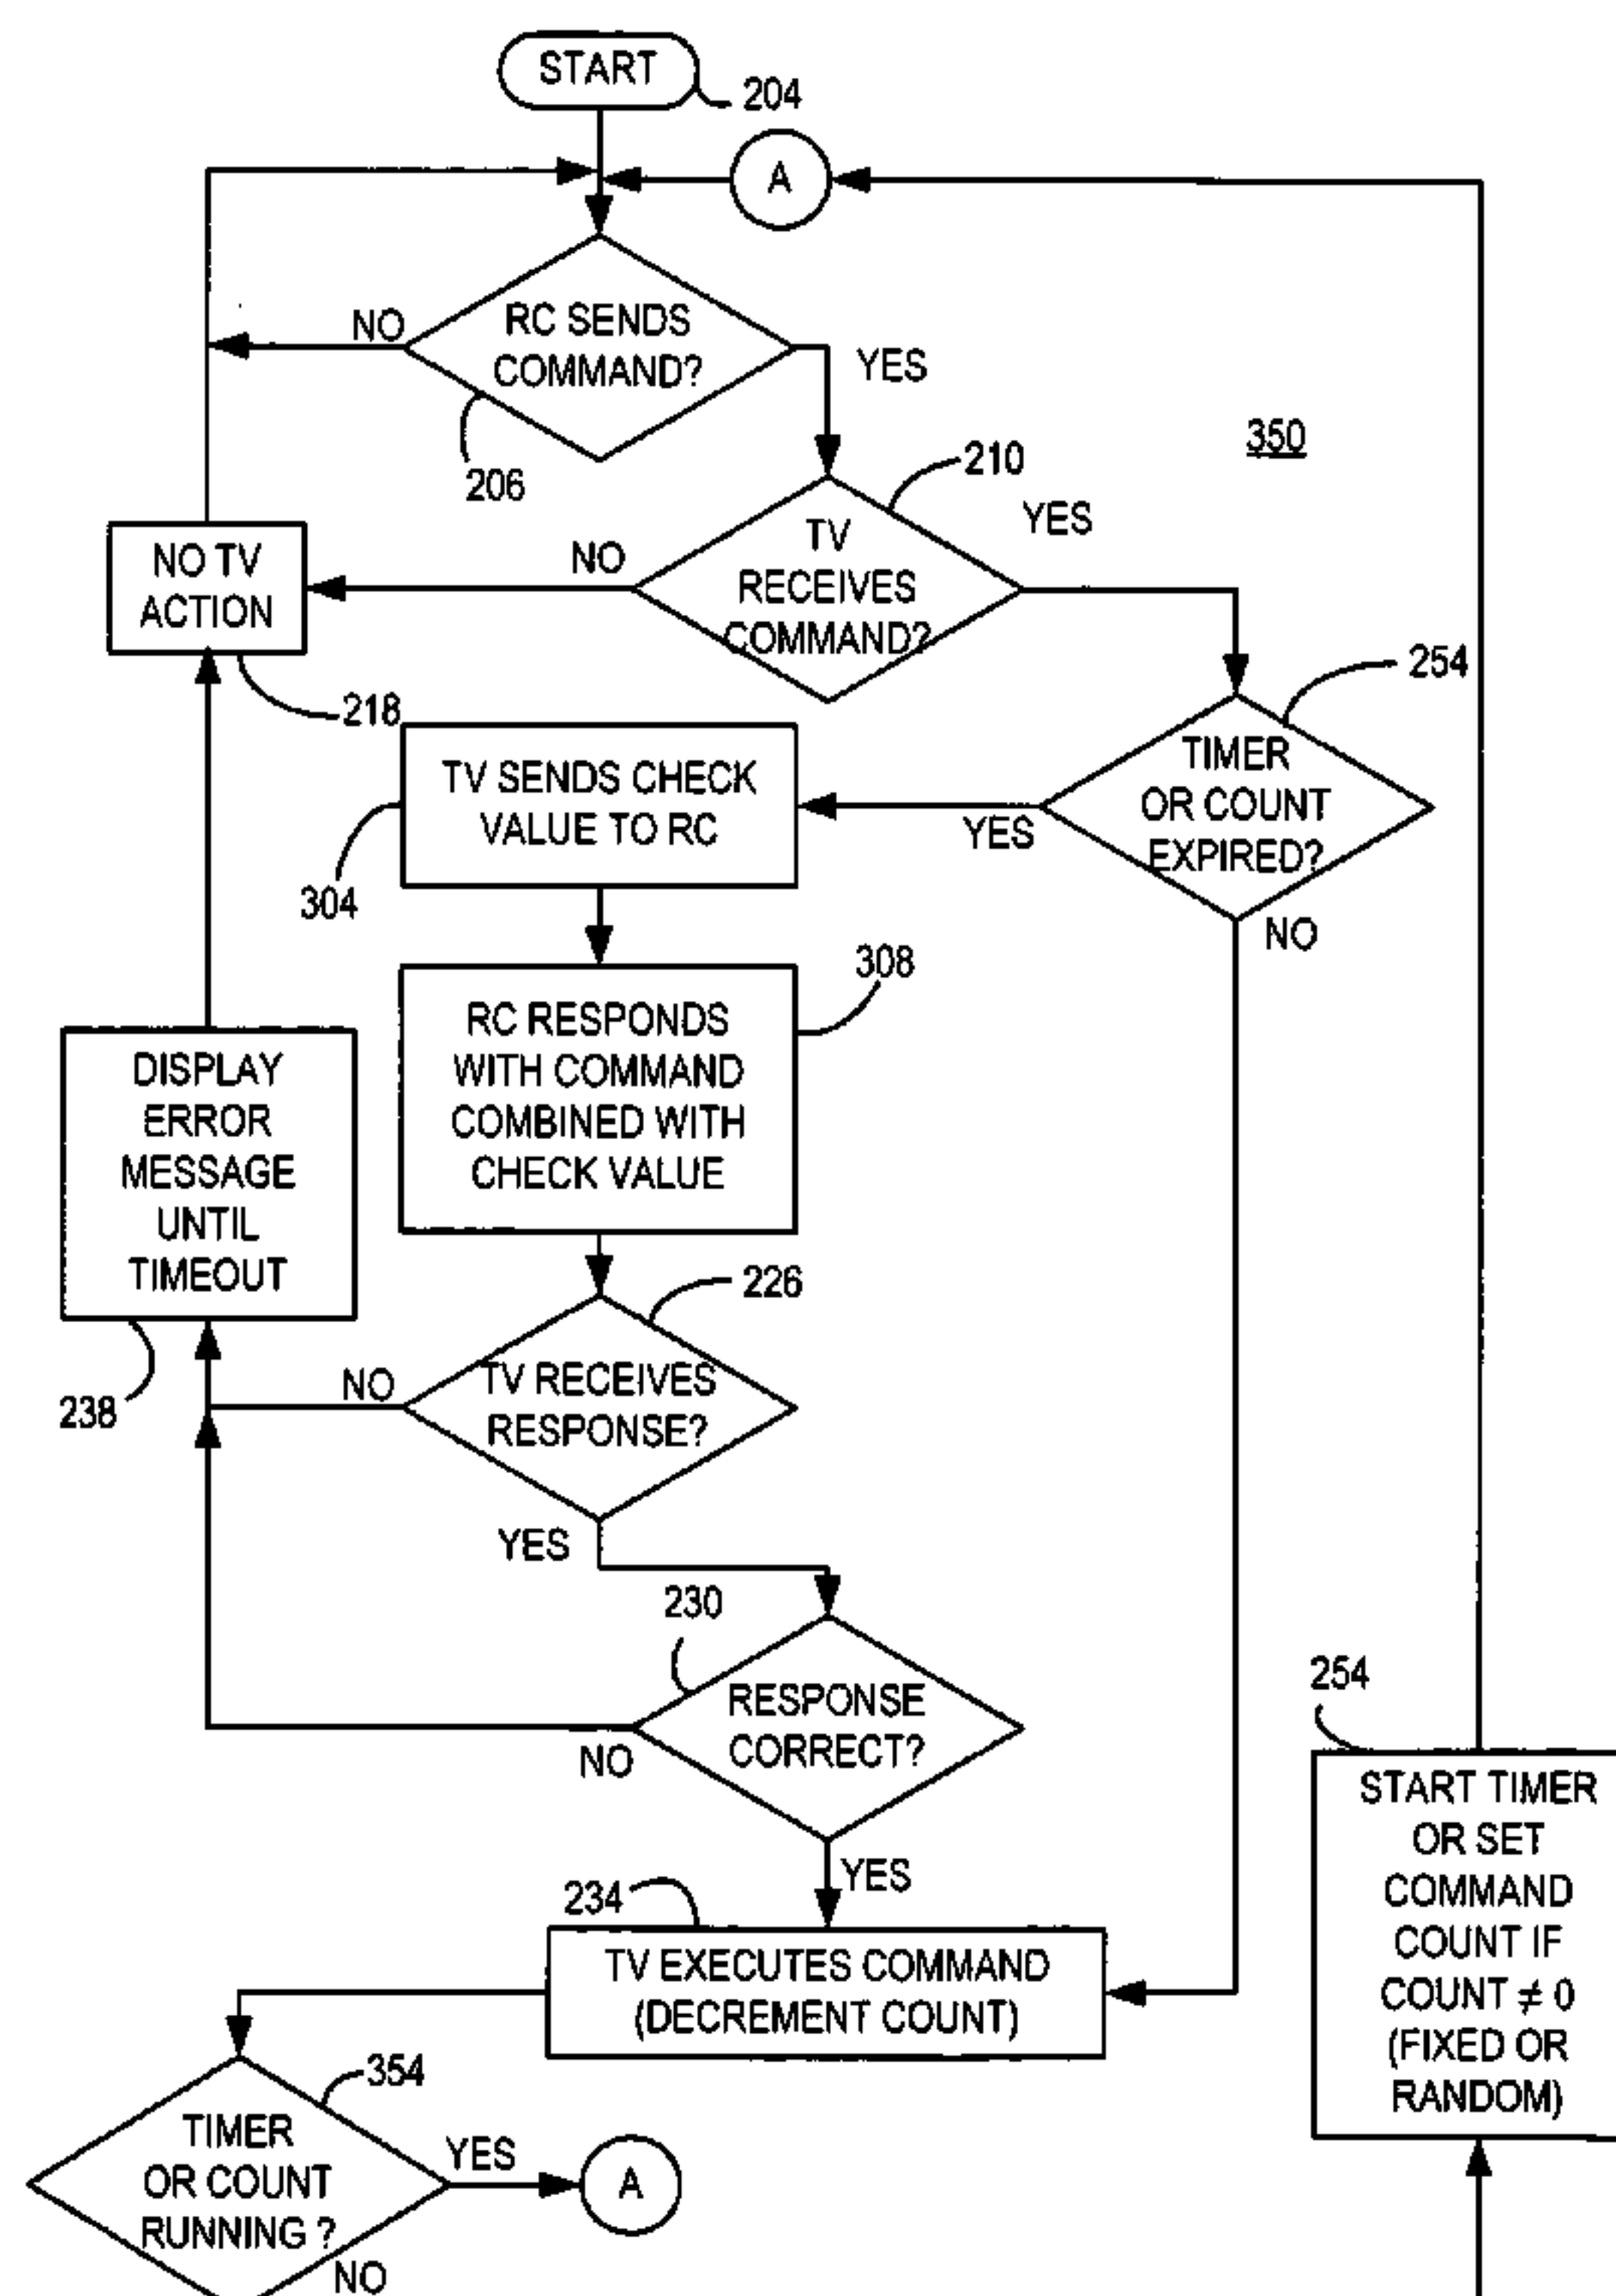 START
204
A
NO
RC SENDS
COMMAND?
YES
206
350
210
YES
TV
RECEIVES
COMMAND?
NO
NO TV
ACTION
218
254
TIMER
OR COUNT
EXPIRED?
YES
NO
TV SENDS CHECK
VALUE TO RC
304
308
RC RESPONDS
WITH COMMAND
COMBINED WITH
CHECK VALUE
DISPLAY
ERROR
MESSAGE
UNTIL
TIMEOUT
238
226
NO
TV RECEIVES
RESPONSE?
YES
230
RESPONSE
CORRECT?
NO
YES
254
START TIMER
OR SET
COMMAND
COUNT IF
COUNT ≠ 0
(FIXED OR
RANDOM)
234
TV EXECUTES COMMAND
(DECREMENT COUNT)
354
TIMER
OR COUNT
RUNNING ?
YES
A
NO